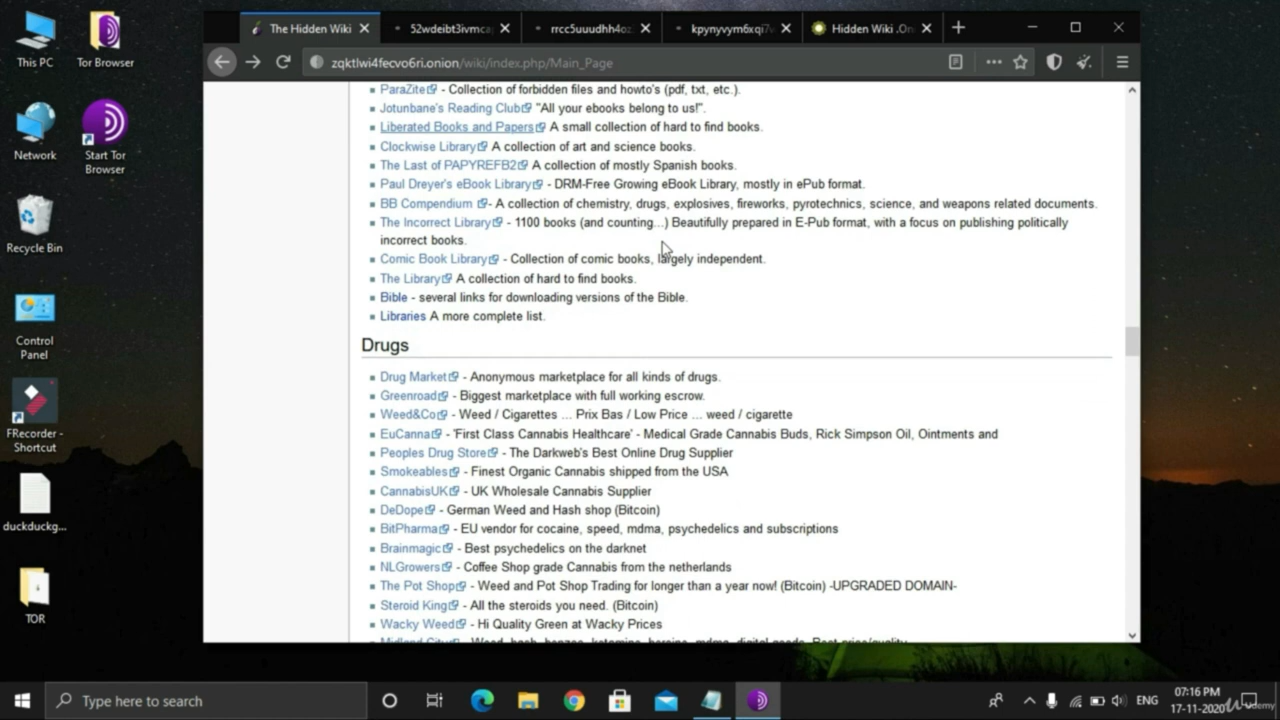 This PC
Tor Browser
Network
Start Tor
Browser
Recycle Bin
Control
Panel
FRecorder -
Shortcut
duckduckg...
TOR
The Hidden Wiki
52wdeibt3ivmca
rrcc5uuudhh4oz
kpynyvym6xqi7
Hidden Wiki .On
zqktlwi4fecvo6ri.onion/wiki/index.php/Main_Page
ParaZite - Collection of forbidden files and howto's (pdf, txt, etc.).
Jotunbane's Reading Club "All your ebooks belong to us!".
Liberated Books and Papers A small collection of hard to find books.
Clockwise Library A collection of art and science books.
The Last of PAPYREFB2 A collection of mostly Spanish books.
Paul Dreyer's eBook Library - DRM-Free Growing eBook Library, mostly in ePub format.
BB Compendium - A collection of chemistry, drugs, explosives, fireworks, pyrotechnics, science, and weapons related documents.
The Incorrect Library - 1100 books (and counting...) Beautifully prepared in E-Pub format, with a focus on publishing politically
incorrect books.
Comic Book Library - Collection of comic books, largely independent.
The Library A collection of hard to find books.
Bible - several links for downloading versions of the Bible.
Libraries A more complete list.
Drugs
Drug Market - Anonymous marketplace for all kinds of drugs.
Greenroad - Biggest marketplace with full working escrow.
Weed&Co - Weed / Cigarettes ... Prix Bas / Low Price ... weed / cigarette
EuCanna - 'First Class Cannabis Healthcare' - Medical Grade Cannabis Buds, Rick Simpson Oil, Ointments and
Peoples Drug Store - The Darkweb's Best Online Drug Supplier
Smokeables - Finest Organic Cannabis shipped from the USA
CannabisUK - UK Wholesale Cannabis Supplier
DeDope - German Weed and Hash shop (Bitcoin)
BitPharma - EU vendor for cocaine, speed, mdma, psychedelics and subscriptions
Brainmagic - Best psychedelics on the darknet
NLGrowers - Coffee Shop grade Cannabis from the netherlands
The Pot Shop - Weed and Pot Shop Trading for longer than a year now! (Bitcoin) -UPGRADED DOMAIN-
Steroid King - All the steroids you need. (Bitcoin)
Wacky Weed - Hi Quality Green at Wacky Prices
Type here to search
ENG
07:16 PM
17-11-2020
Udemy